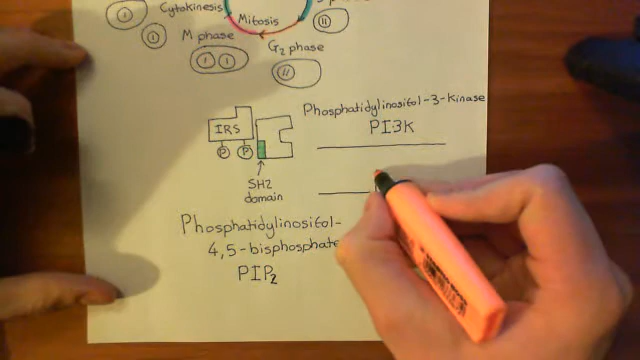 Cytokinesis
Mitosis
M phase
G2 phase
Phosphatidylinositol-3-kinase
PI3K
IRS
P P
SH2
domain
Phosphatidylinositol-
4,5-bisphosphate
PIP2